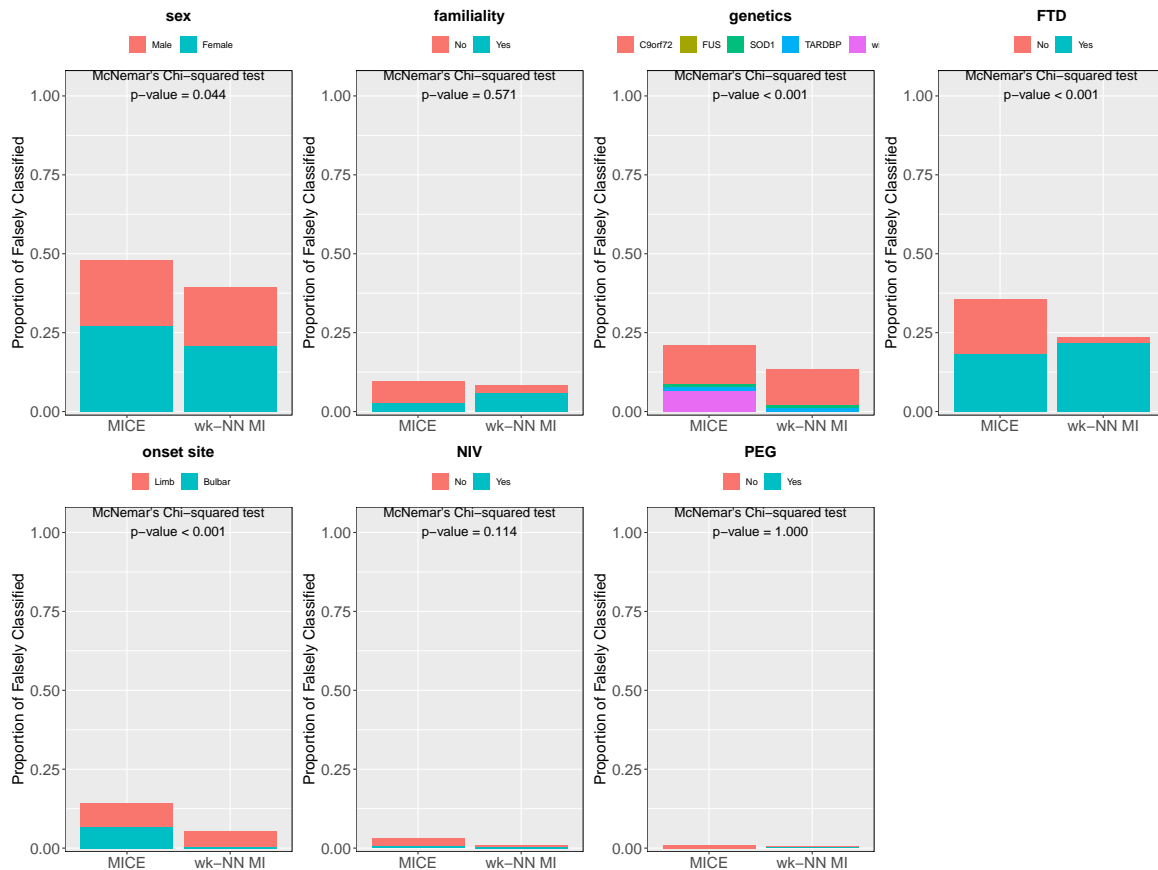 sex
Male Female
McNemar's Chi−squared test
p−value = 0.044
Proportion of Falsely Classified
1.00
0.75
0.50
0.25
0.00
MICE wk−NN MI
familiality
No Yes
McNemar's Chi−squared test
p−value = 0.571
Proportion of Falsely Classified
1.00
0.75
0.50
0.25
0.00
MICE wk−NN MI
genetics
C9orf72 FUS SOD1 TARDBP
McNemar's Chi−squared test
p−value < 0.001
Proportion of Falsely Classified
1.00
0.75
0.50
0.25
0.00
MICE wk−NN MI
FTD
No Yes
McNemar's Chi−squared test
p−value < 0.001
Proportion of Falsely Classified
1.00
0.75
0.50
0.25
0.00
MICE wk−NN MI
onset site
Limb Bulbar
McNemar's Chi−squared test
p−value < 0.001
Proportion of Falsely Classified
1.00
0.75
0.50
0.25
0.00
MICE wk−NN MI
NIV
No Yes
McNemar's Chi−squared test
p−value = 0.114
Proportion of Falsely Classified
1.00
0.75
0.50
0.25
0.00
MICE wk−NN MI
PEG
No Yes
McNemar's Chi−squared test
p−value = 1.000
Proportion of Falsely Classified
1.00
0.75
0.50
0.25
0.00
MICE wk−NN MI